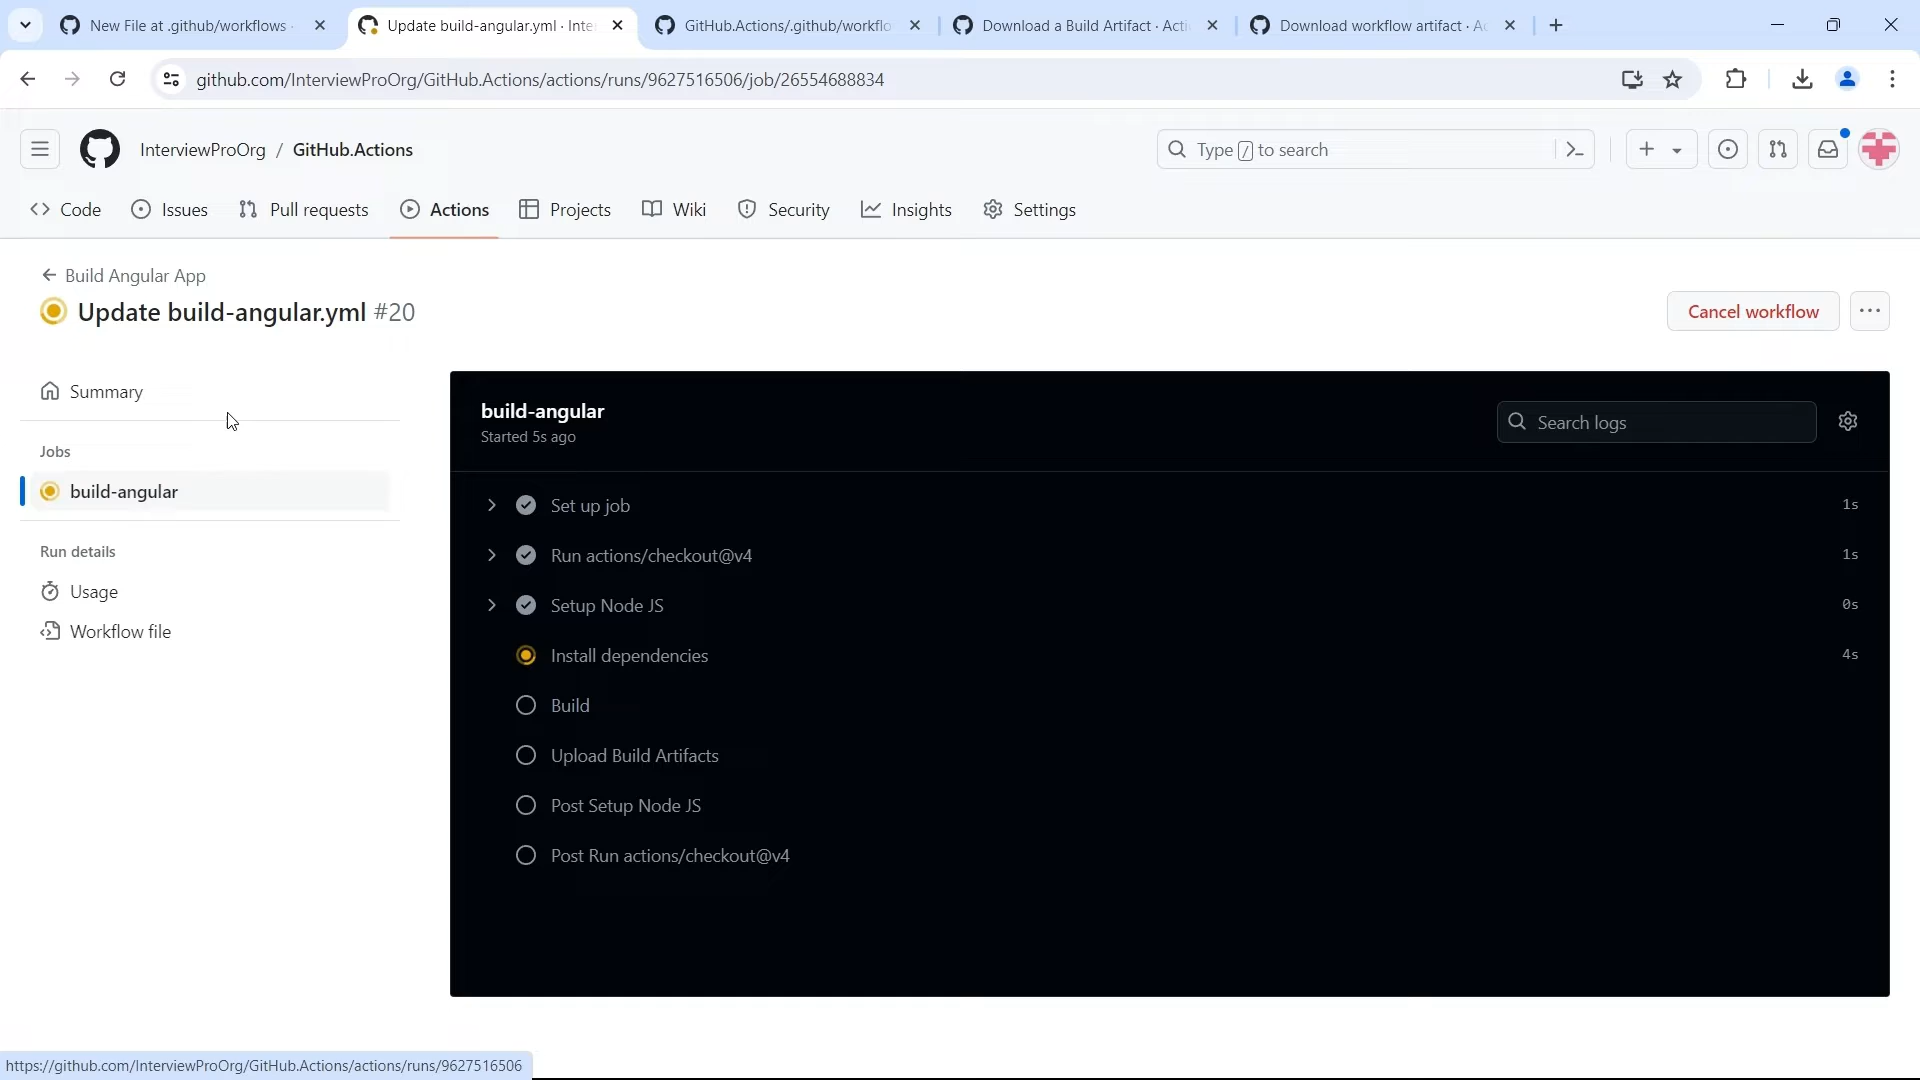 New File at .github/workflows ·
Update build-angular.yml · Inte
GitHub.Actions/.github/workflo
Download a Build Artifact · Acti
Download workflow artifact · Ac
github.com/InterviewProOrg/GitHub.Actions/actions/runs/9627516506/job/26554688834
InterviewProOrg / GitHub.Actions
Type / to search
Code
Issues
Pull requests
Actions
Projects
Wiki
Security
Insights
Settings
Build Angular App
Update build-angular.yml #20
Cancel workflow
Summary
Jobs
build-angular
Run details
Usage
Workflow file
build-angular
Started 5s ago
Search logs
Set up job 1s
Run actions/checkout@v4 1s
Setup Node JS 0s
Install dependencies 4s
Build
Upload Build Artifacts
Post Setup Node JS
Post Run actions/checkout@v4
https://github.com/InterviewProOrg/GitHub.Actions/actions/runs/9627516506